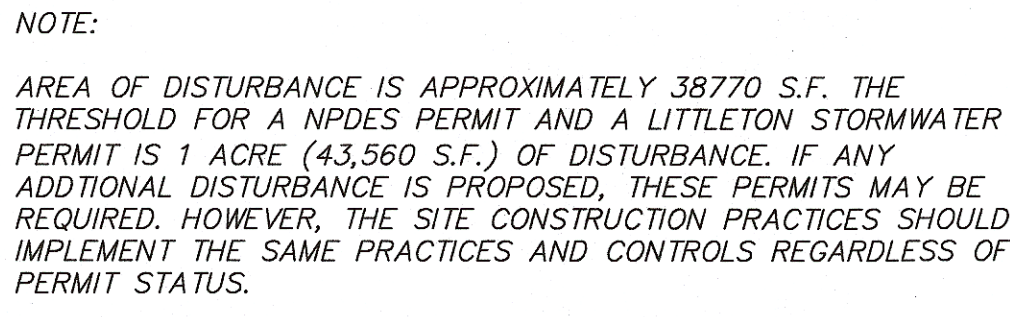 NOTE:
AREA OF DISTURBANCE IS APPROXIMATELY 38770 S.F. THE
THRESHOLD FOR A NPDES PERMIT AND A LITTLETON STORMWATER
PERMIT IS 1 ACRE (43,560 S.F.) OF DISTURBANCE. IF ANY
ADDTIONAL DISTURBANCE IS PROPOSED, THESE PERMITS MAY BE
REQUIRED. HOWEVER, THE SITE CONSTRUCTION PRACTICES SHOULD
IMPLEMENT THE SAME PRACTICES AND CONTROLS REGARDLESS OF
PERMIT STATUS.